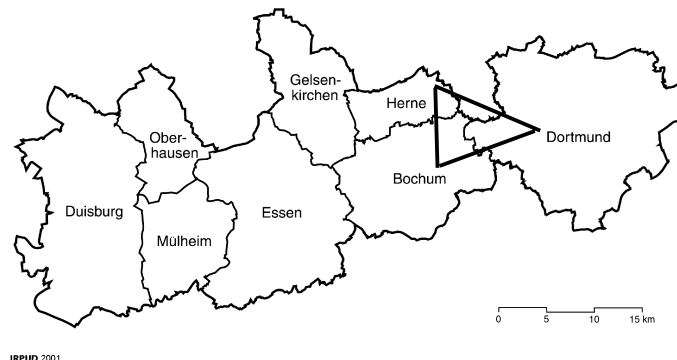 Gelsen-
kirchen
Herne
Ober-
hausen
Dortmund
Bochum
Duisburg
Essen
Mülheim
0 5 10 15 km
IRPUD 2001